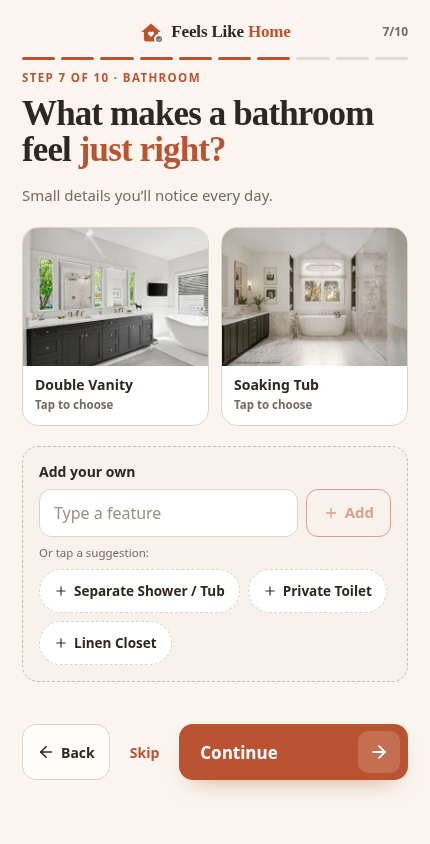 Feels Like Home
7/10
STEP 7 OF 10 · BATHROOM
What makes a bathroom
feel just right?
Small details you’ll notice every day.
Double Vanity
Tap to choose
Soaking Tub
Tap to choose
Add your own
Type a feature
+ Add
Or tap a suggestion:
+ Separate Shower / Tub
+ Private Toilet
+ Linen Closet
← Back
Skip
Continue →